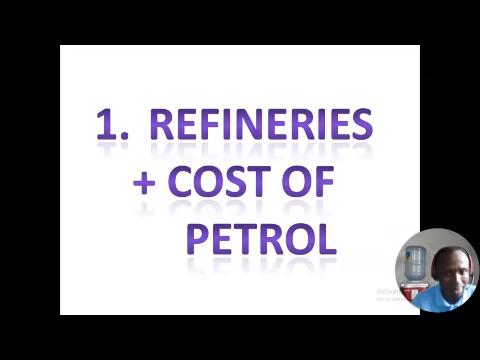 1. REFINERIES
+ COST OF
PETROL